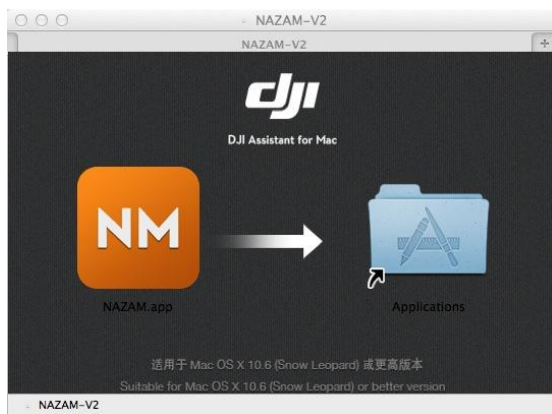 NAZAM-V2
NAZAM-V2
dji
DJI Assistant for Mac
NM
NAZAM.app
Applications
适用于 Mac OS X 10.6 (Snow Leopard) 或更高版本
Suitable for Mac OS X 10.6 (Snow Leopard) or better version
NAZAM-V2